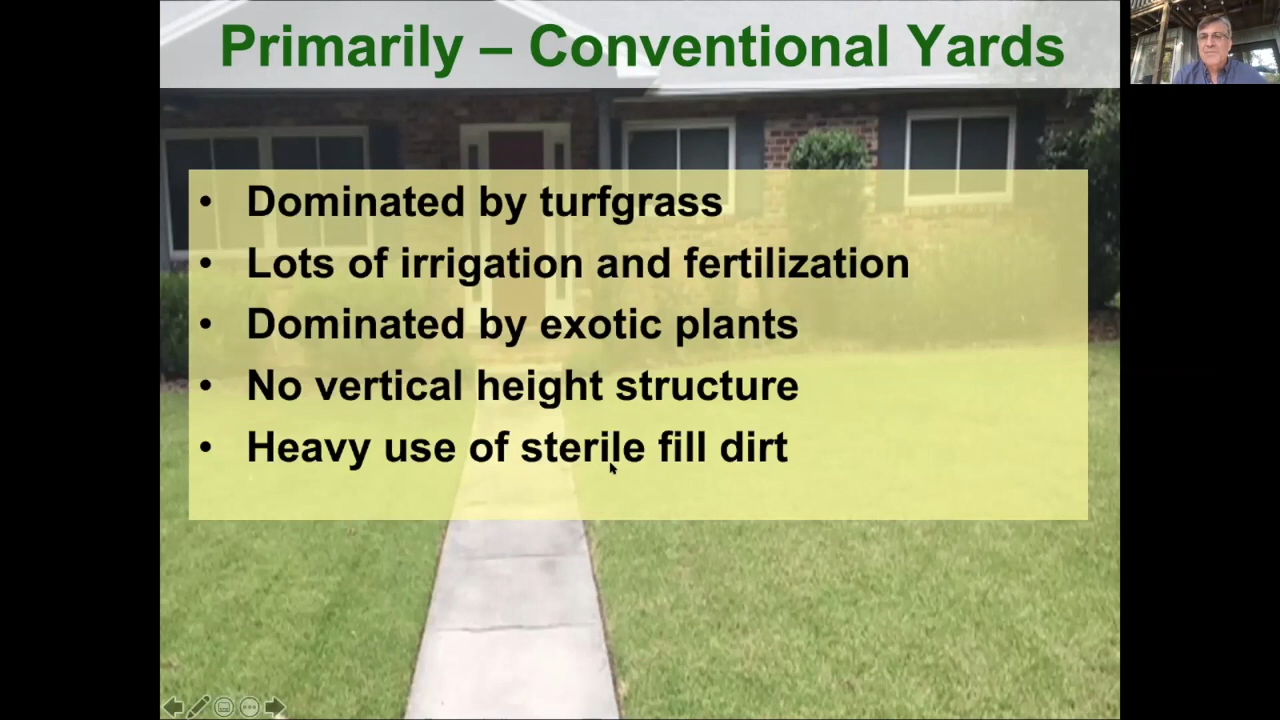 Primarily – Conventional Yards
• Dominated by turfgrass
• Lots of irrigation and fertilization
• Dominated by exotic plants
• No vertical height structure
• Heavy use of sterile fill dirt